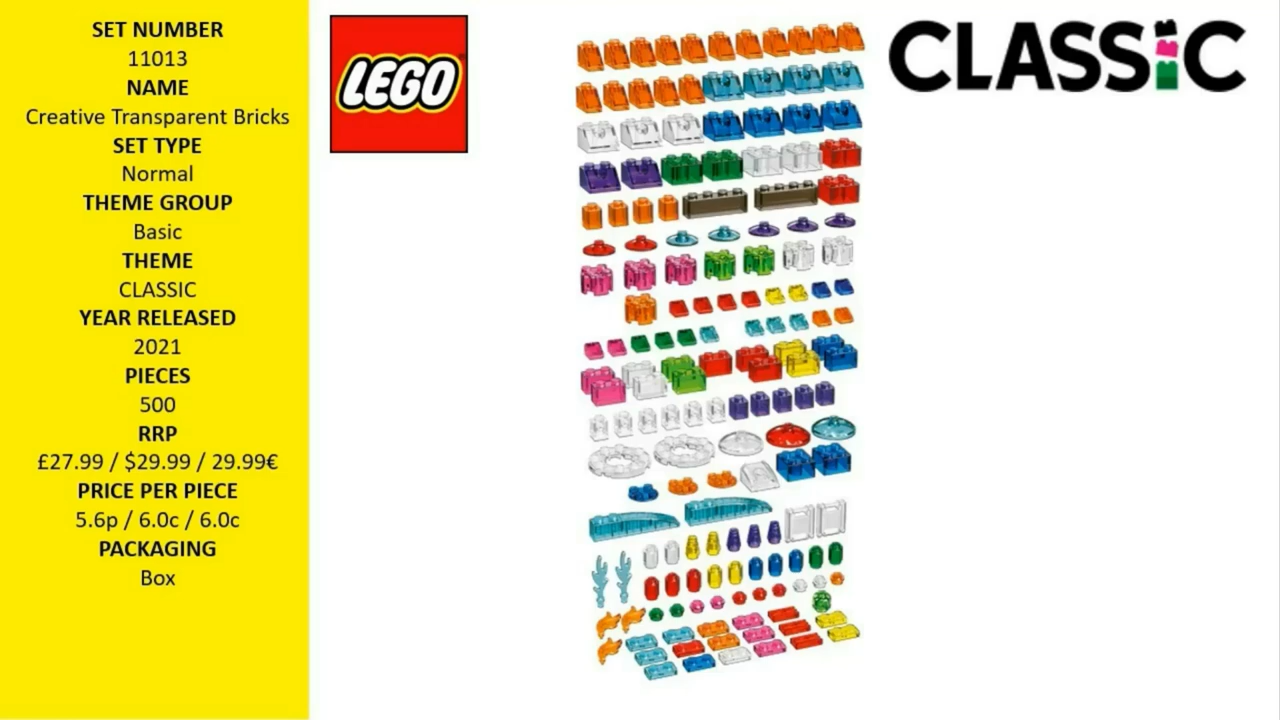 SET NUMBER
11013
NAME
Creative Transparent Bricks
SET TYPE
Normal
THEME GROUP
Basic
THEME
CLASSIC
YEAR RELEASED
2021
PIECES
500
RRP
£27.99 / $29.99 / 29.99€
PRICE PER PIECE
5.6p / 6.0c / 6.0c
PACKAGING
Box
LEGO
CLASSiC